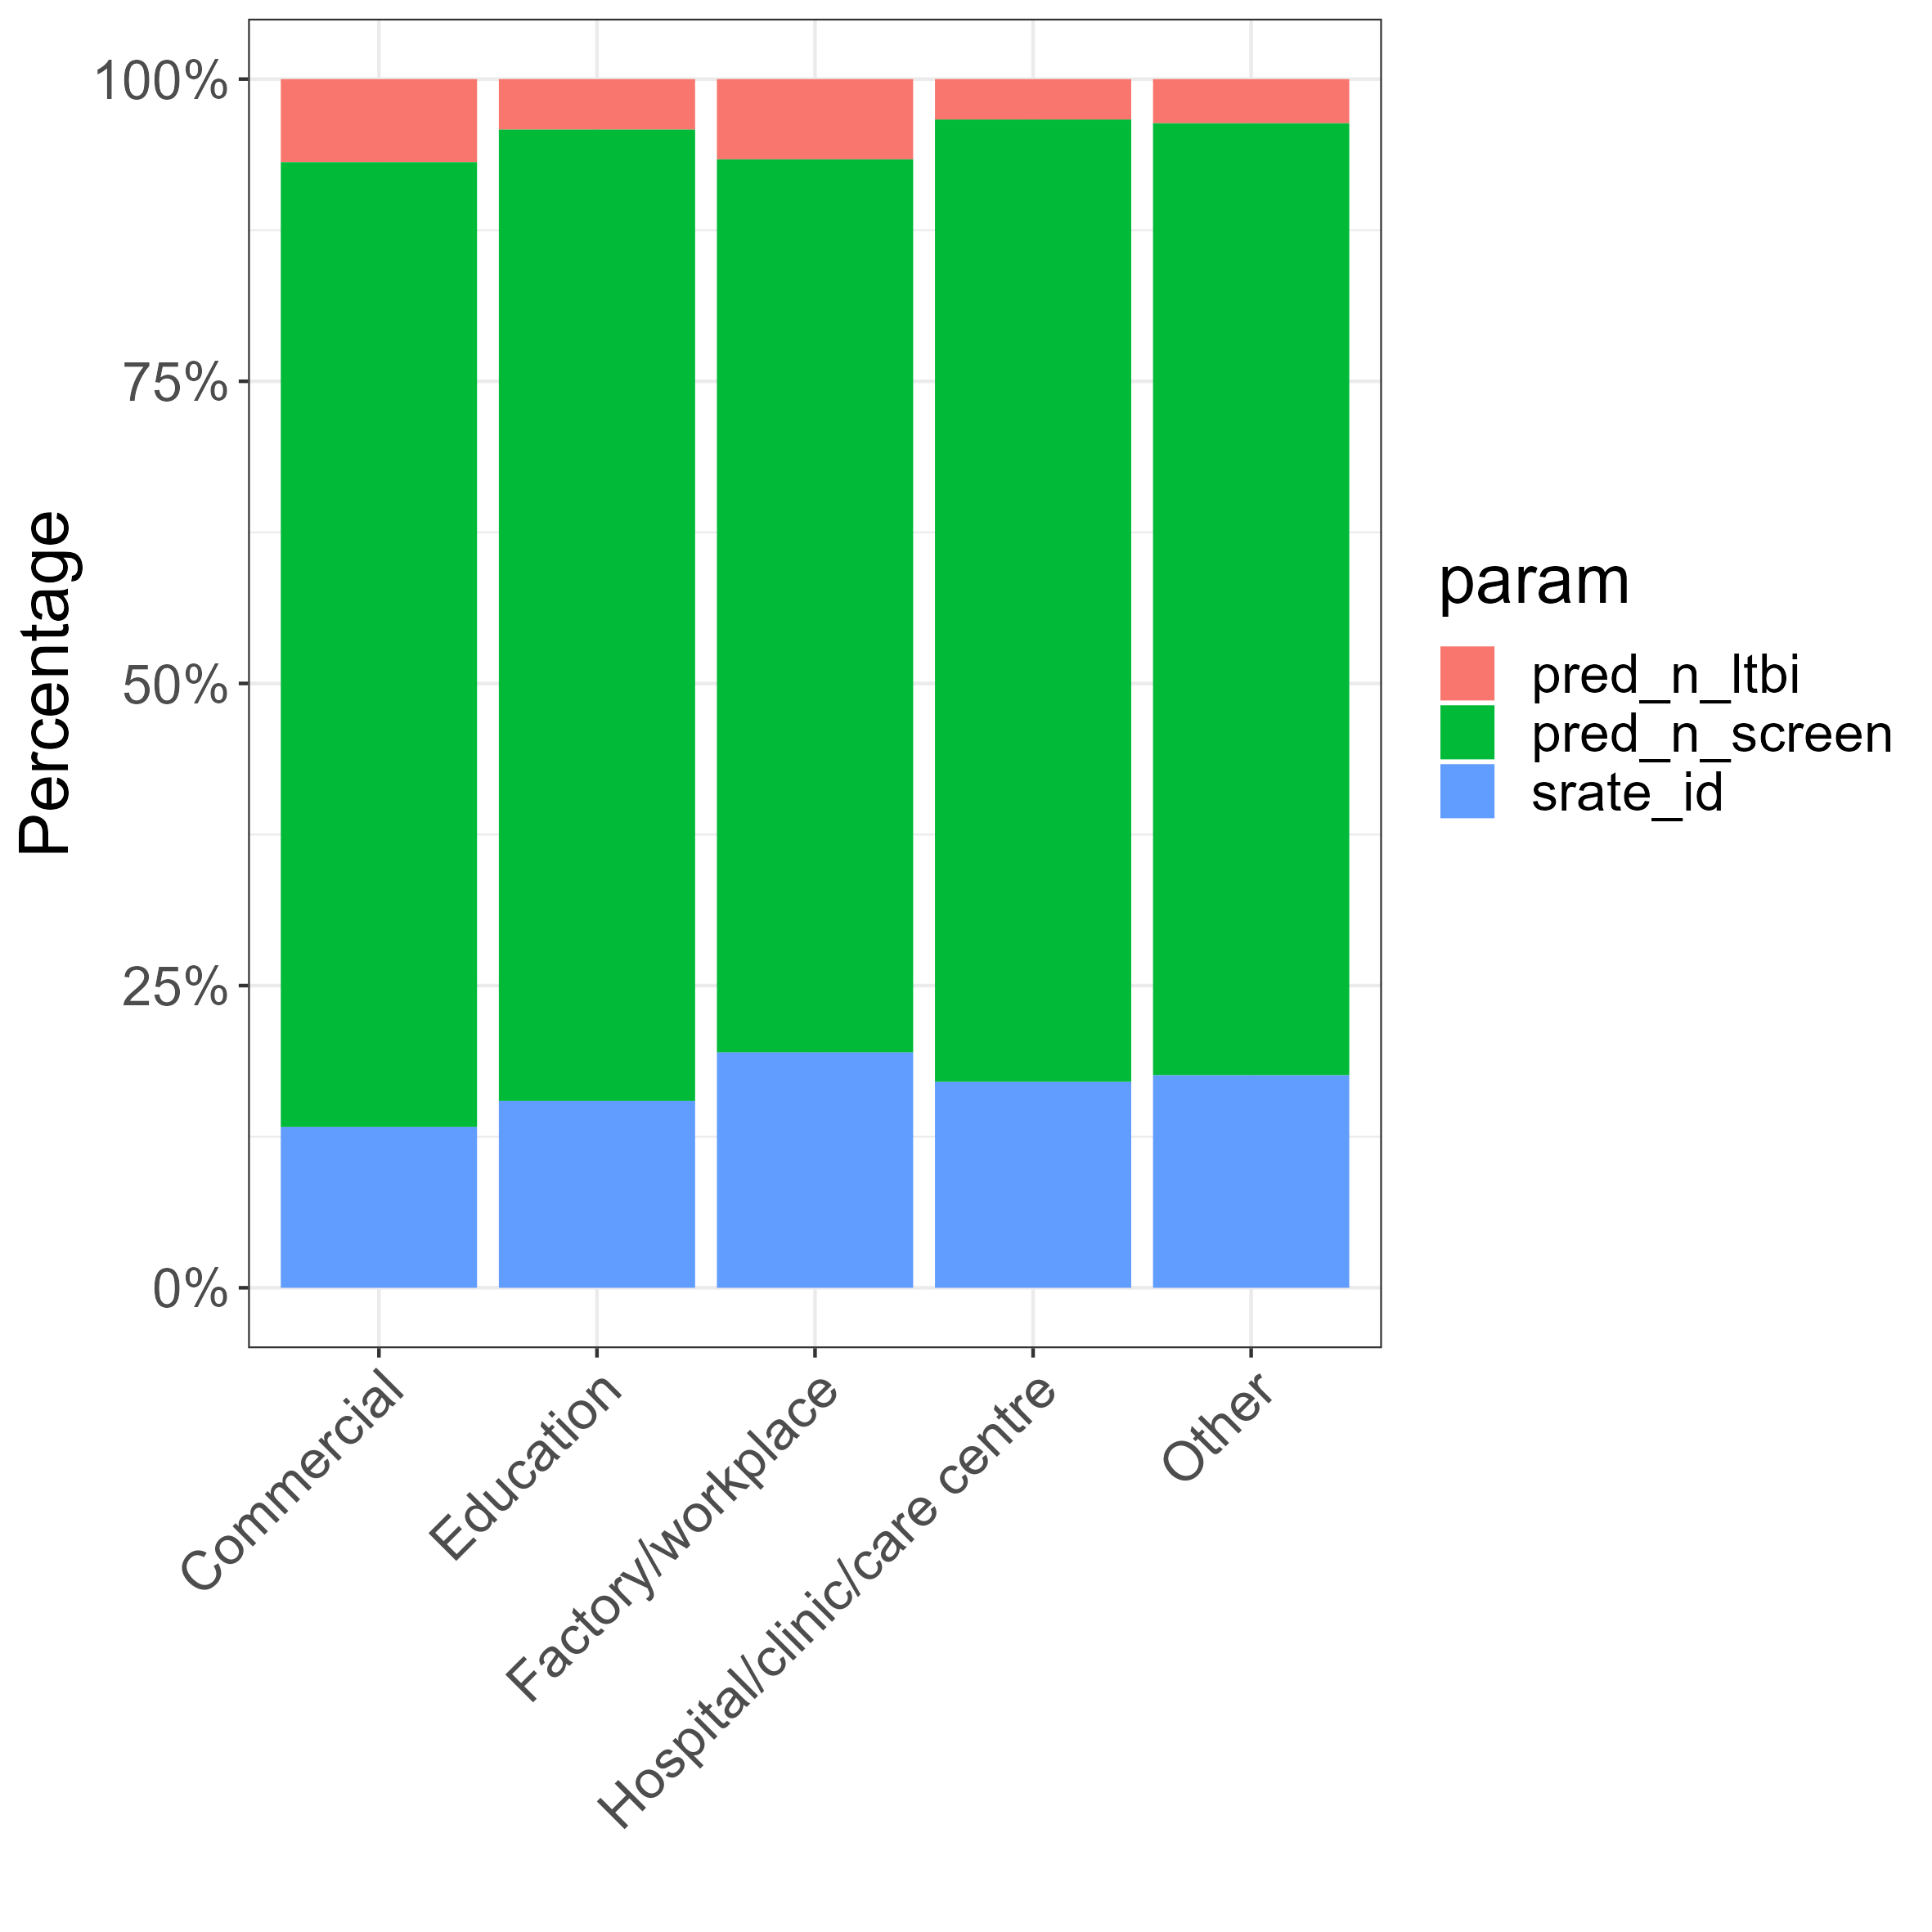 Percentage
100%
75%
50%
25%
0%
Commercial
Education
Factory/workplace
Hospital/clinic/care centre
Other
param
pred_n_ltbi
pred_n_screen
srate_id